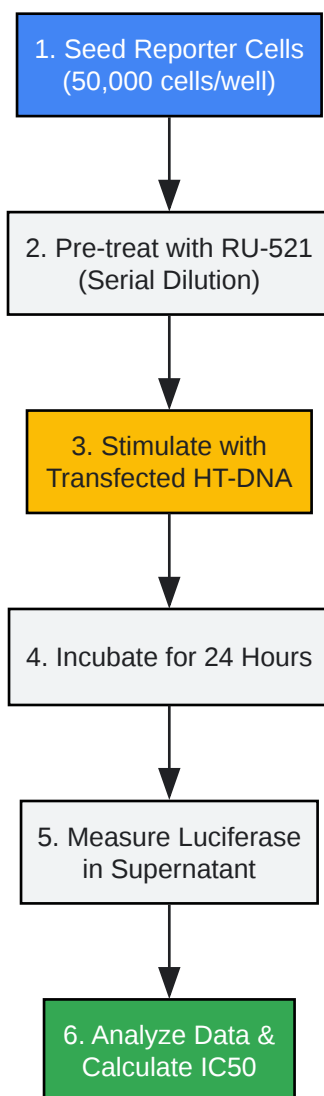 1. Seed Reporter Cells
(50,000 cells/well)
2. Pre-treat with RU-521
(Serial Dilution)
3. Stimulate with
Transfected HT-DNA
4. Incubate for 24 Hours
5. Measure Luciferase
in Supernatant
6. Analyze Data &
Calculate IC50